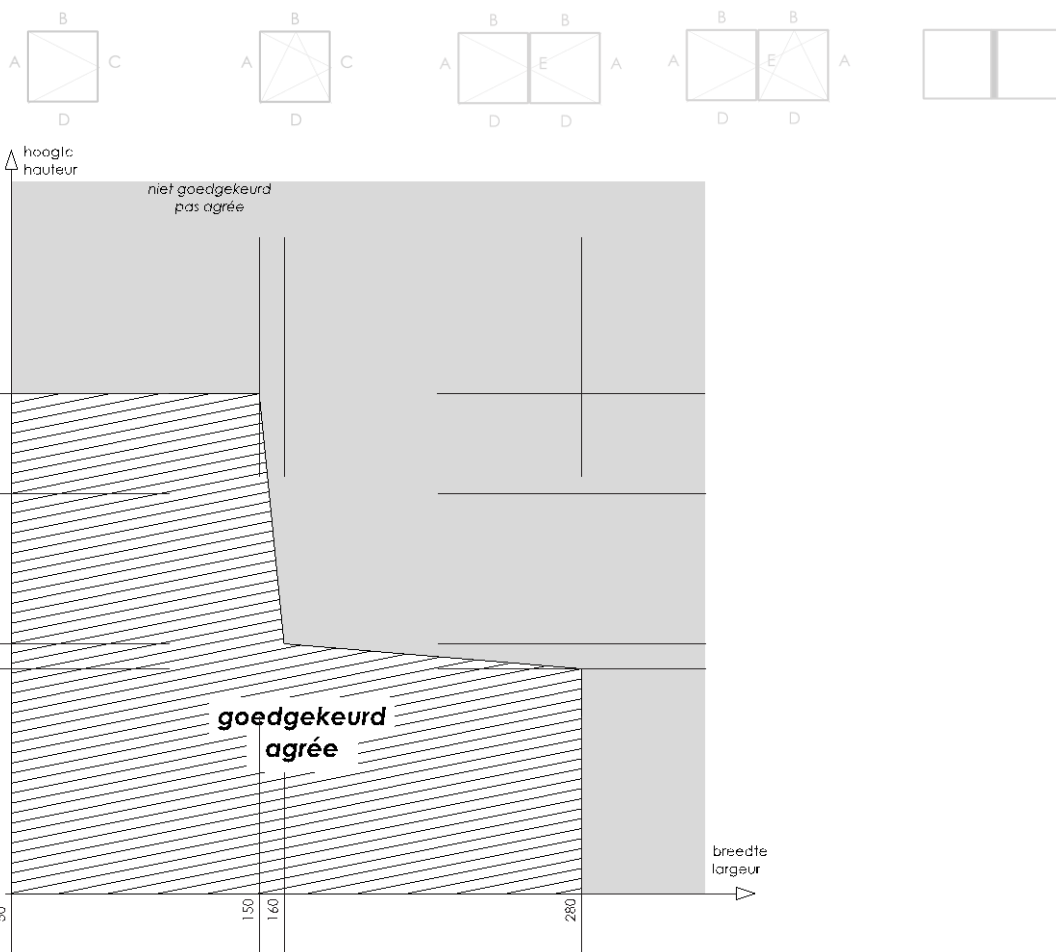 B B B B B B
A C A C A E A A E A
D D D D D D
hoogte
hauteur
niet goedgekeurd
pas agrée
goedgekeurd
agrée
breedte
largeur
150 160 280